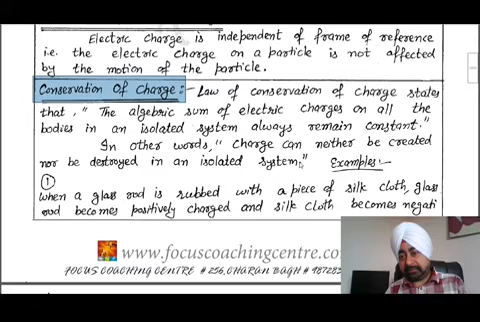 Electric charge is independent of frame of reference
i.e. the electric charge on a particle is not affected
by the motion of the particle.
Conservation Of Charge:- Law of conservation of charge states
that, " The algebric sum of electric charges on all the
bodies in an isolated system always remain constant."
In other words, " Charge can neither be created
nor be destroyed in an isolated system." Examples:-
①
When a glass rod is rubbed with a piece of silk cloth, glass
rod becomes positively charged and silk cloth becomes negati
www.focuscoachingcentre.co
FOCUS COACHING CENTRE # 256, CHARAN BAGH # 98728